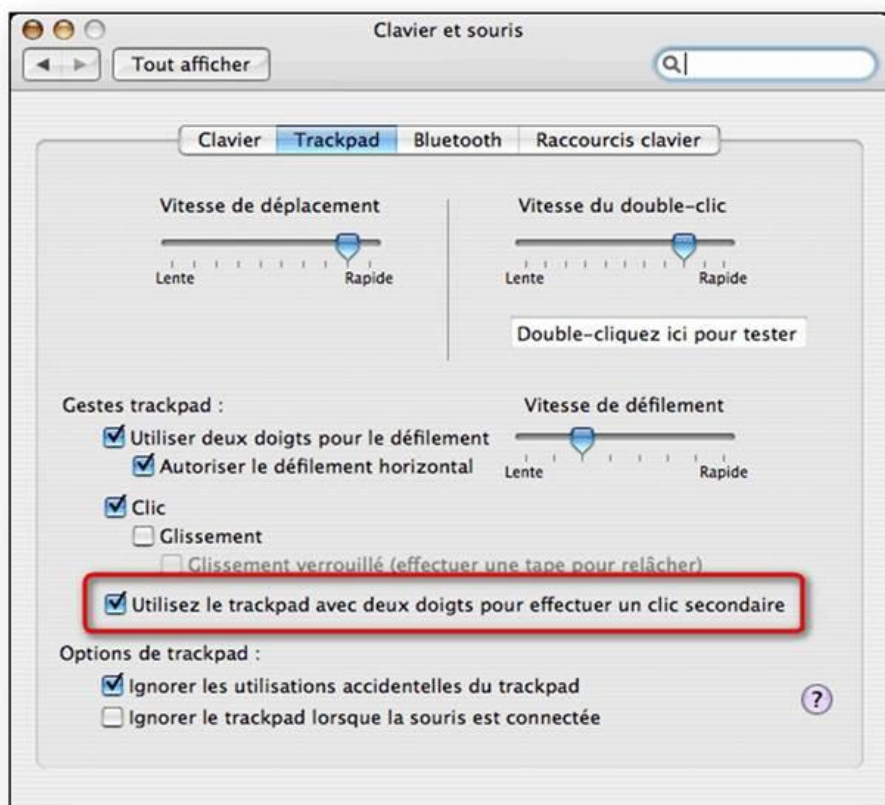 Clavier et souris
Tout afficher
Clavier Trackpad Bluetooth Raccourcis clavier
Vitesse de déplacement
Lente Rapide
Vitesse du double-clic
Lente Rapide
Double-cliquez ici pour tester
Gestes trackpad :
Utiliser deux doigts pour le défilement
Autoriser le défilement horizontal
Vitesse de défilement
Lente Rapide
Clic
Glissement
Glissement verrouillé (effectuer une tape pour relâcher)
Utilisez le trackpad avec deux doigts pour effectuer un clic secondaire
Options de trackpad :
Ignorer les utilisations accidentelles du trackpad
Ignorer le trackpad lorsque la souris est connectée
?